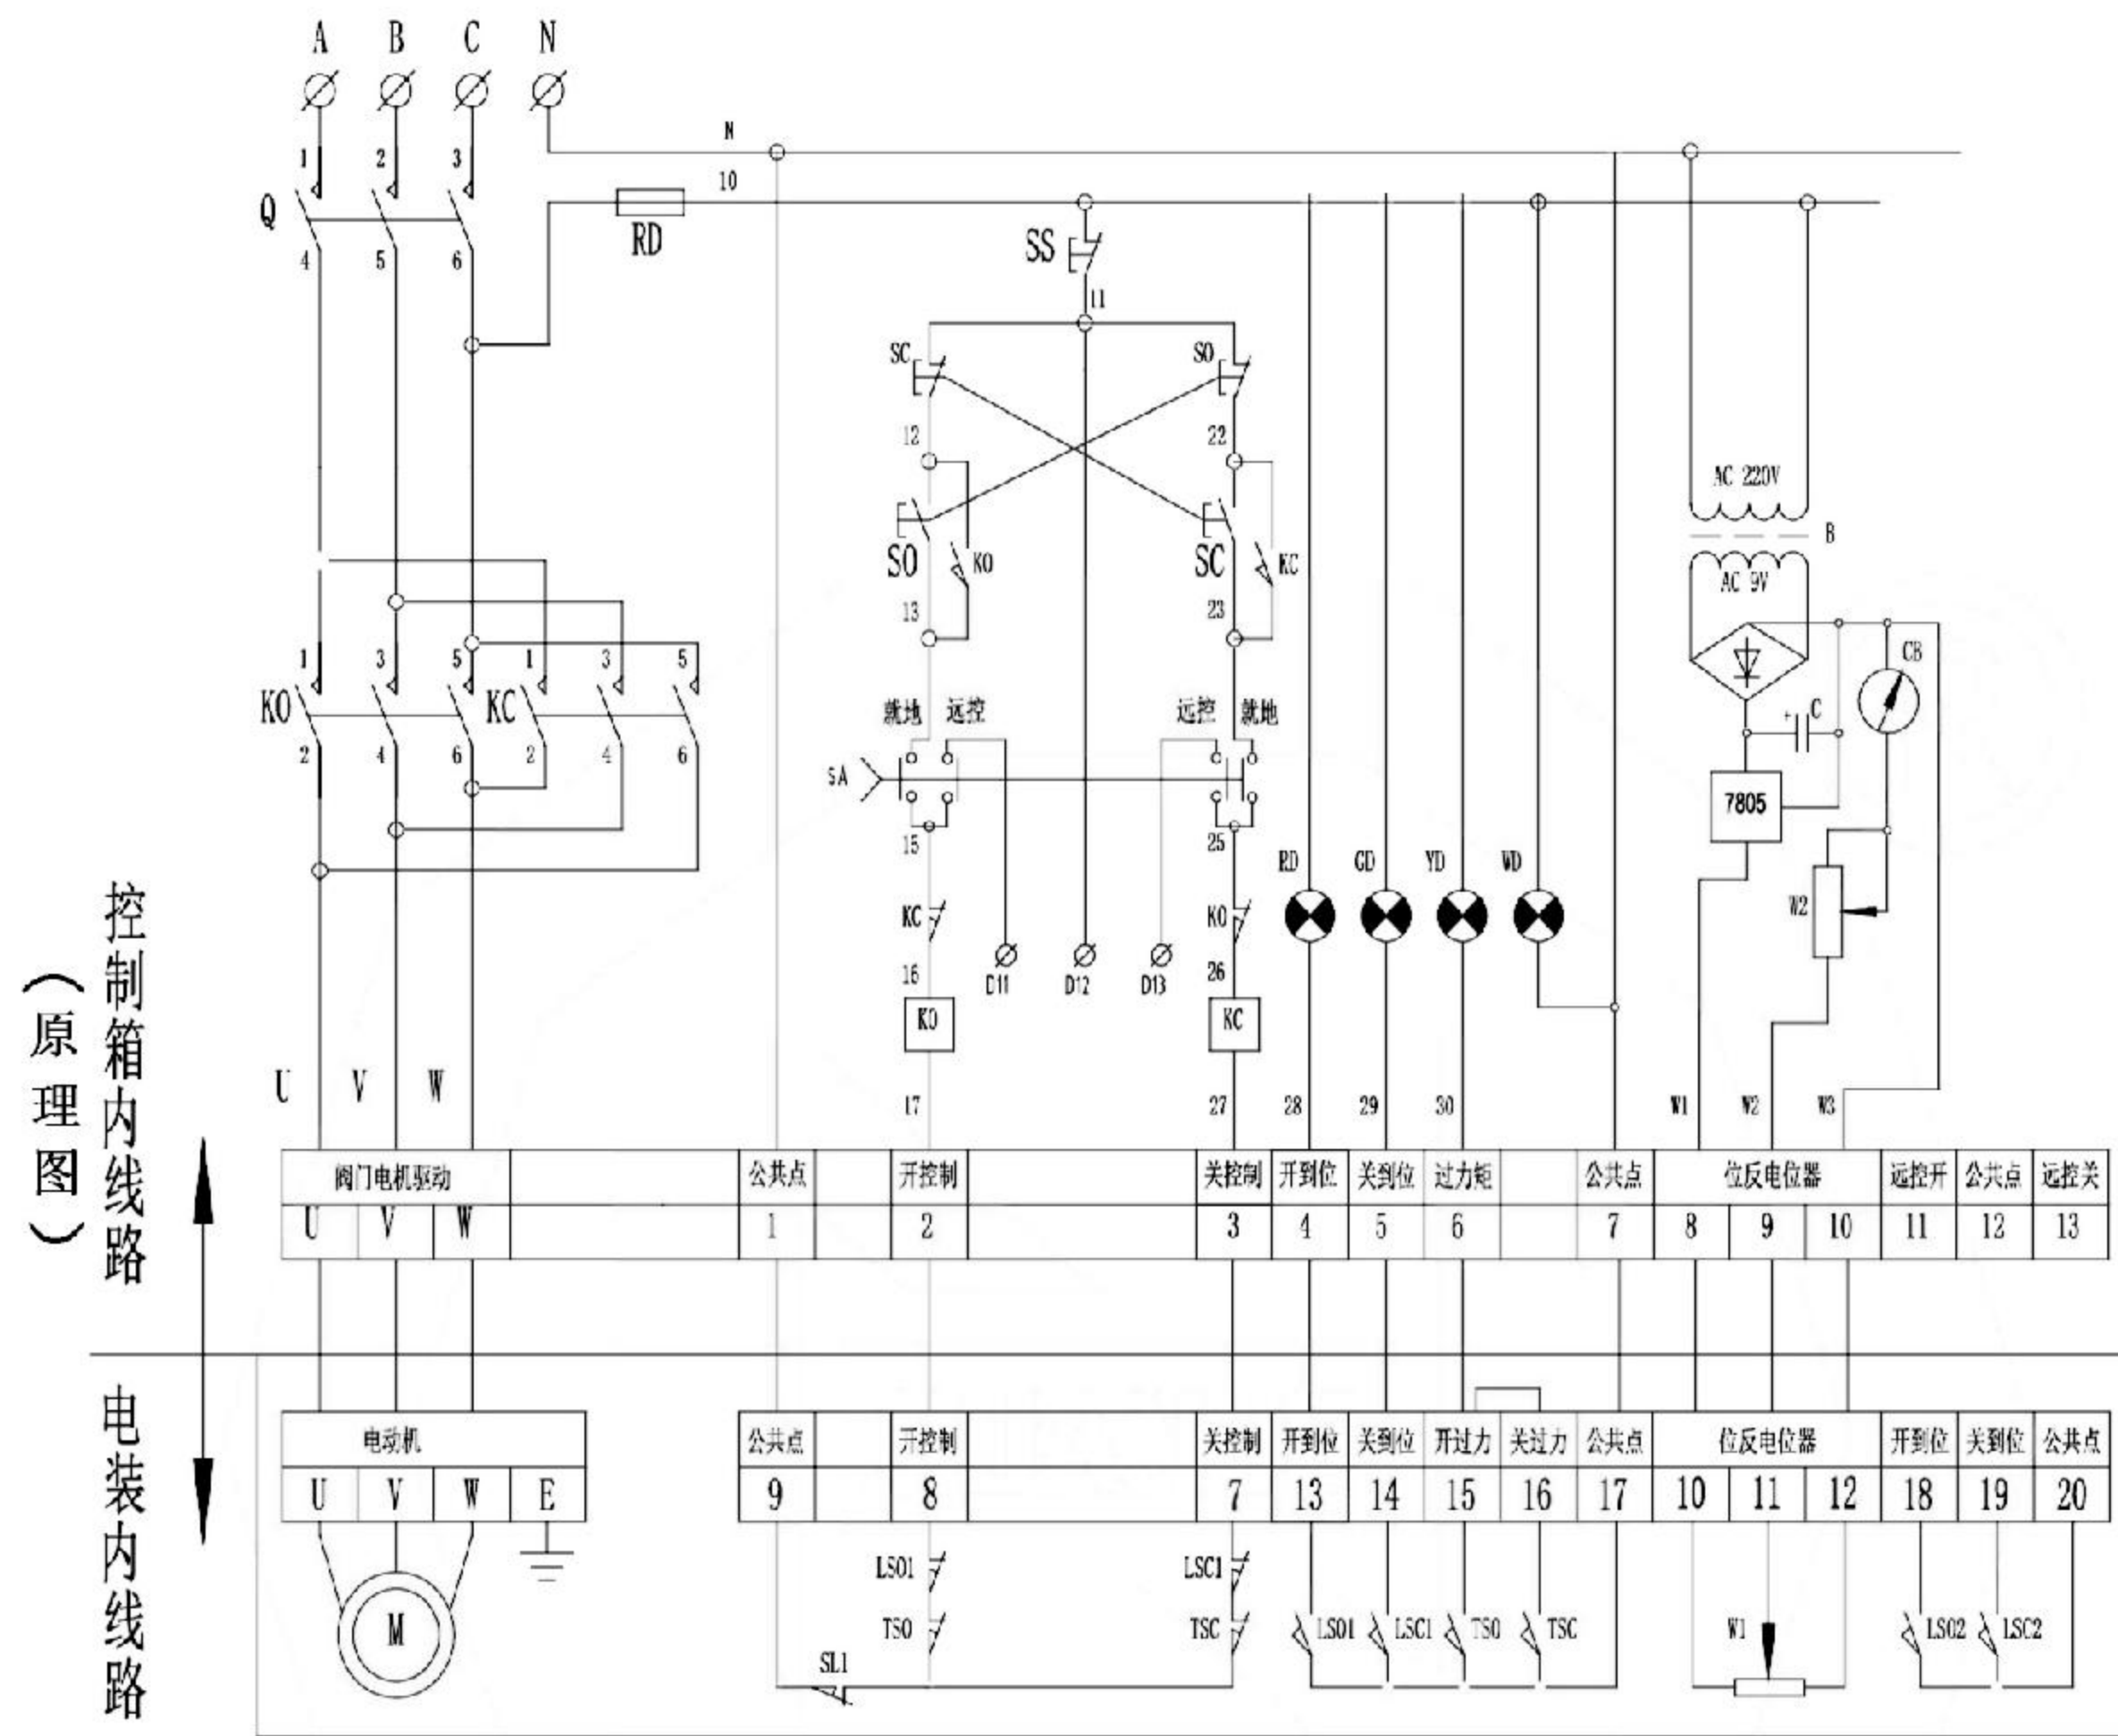 A B C N
N
1 2 3
10
Q
RD
SS
4 5 6
11
SC SO
12 22
AC 220V
B
SO KO SC KC
AC 9V
13 23
CB
1 3 5 1 3 5
KO KC
就地 远控 远控 就地
+ C
2 4 6 2 4 6
SA
7805
15 25
RD GD YD WD
W2
KC KO
16 26
D11 D12 D13
KO KC
U V W
17 27 28 29 30 W1 W2 W3
控制箱内线路
(原理图)
阀门电机驱动 公共点 开控制 关控制 开到位 关到位 过力矩 公共点 位反电位器 远控开 公共点 远控关
U V W 1 2 3 4 5 6 7 8 9 10 11 12 13
电装内线路
电动机 公共点 开控制 关控制 开到位 关到位 开过力 关过力 公共点 位反电位器 开到位 关到位 公共点
U V W E 9 8 7 13 14 15 16 17 10 11 12 18 19 20
LSO1 LSC1
M TSO TSC LSO1 LSC1 TSO TSC W1 LSO2 LSC2
SL1